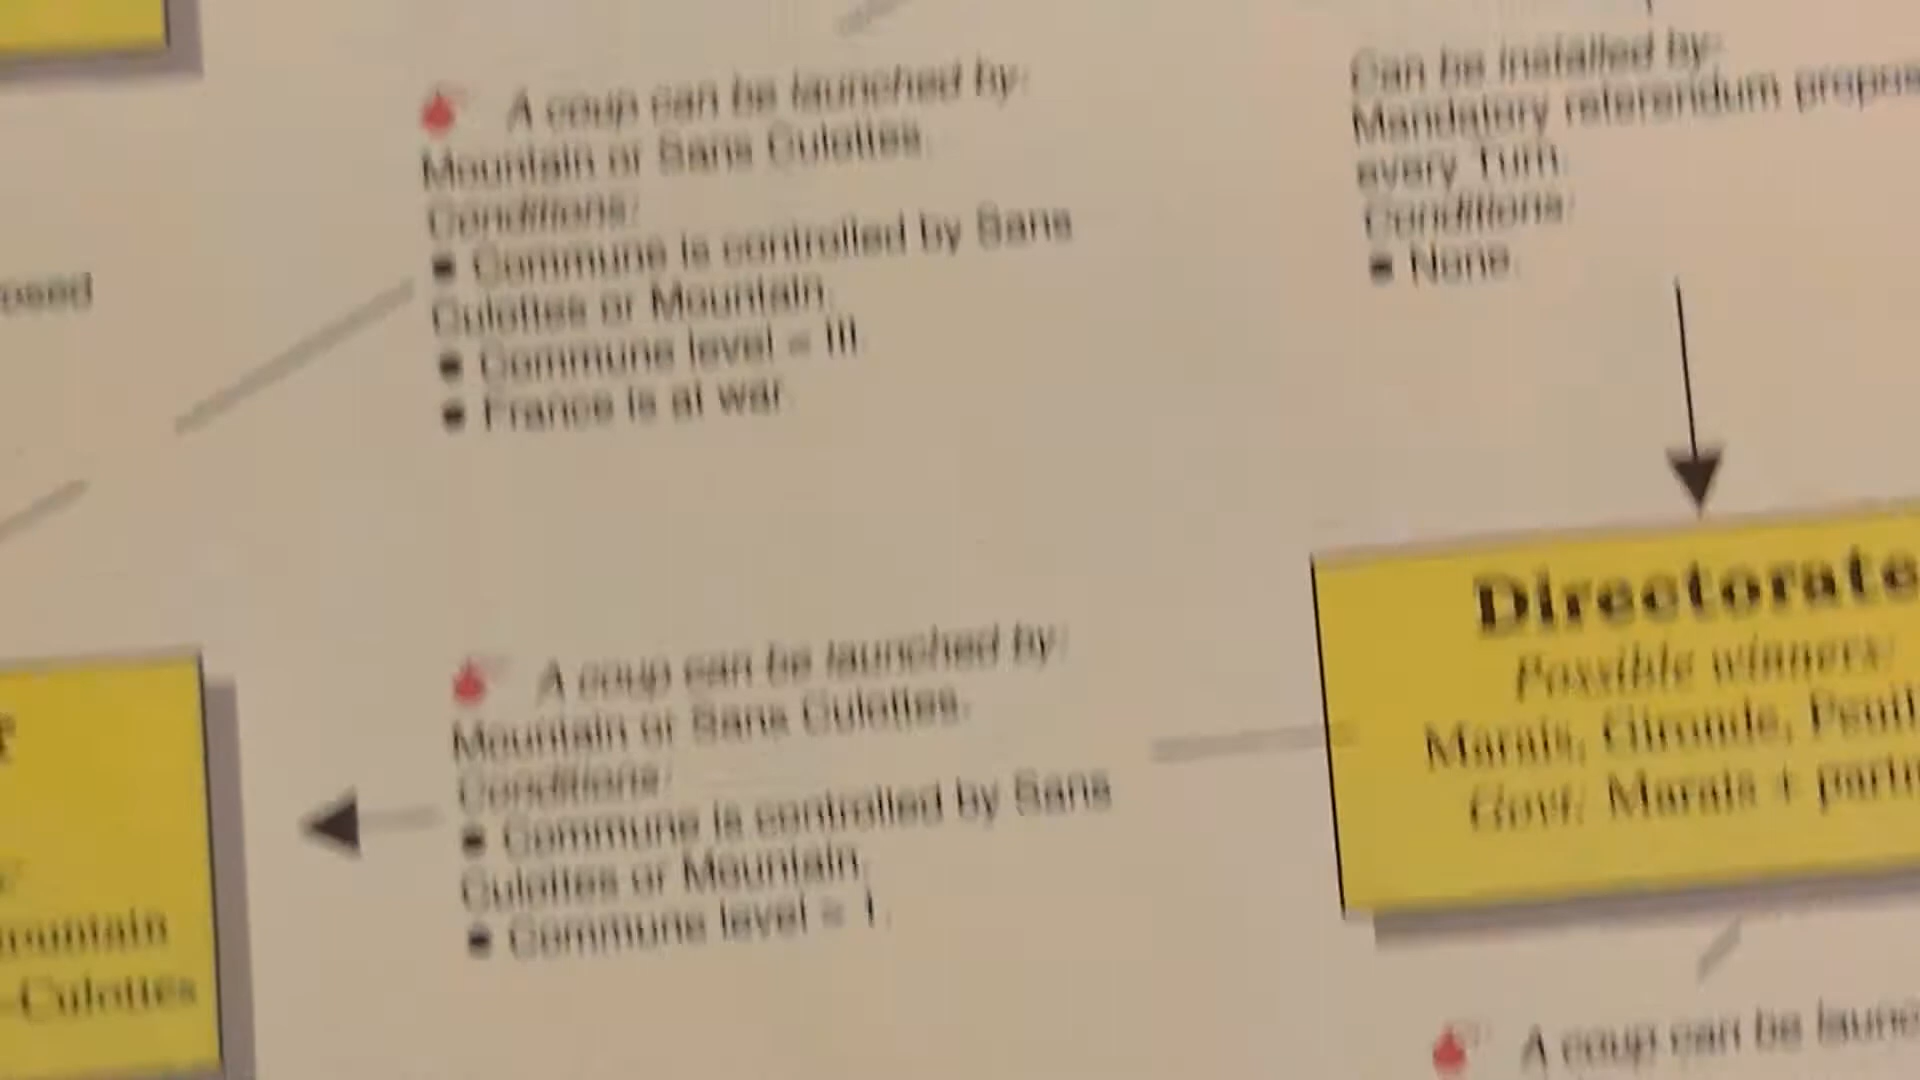 A coup can be launched by:
Mountain or Sans Culottes.
Conditions:
• Commune is controlled by Sans
Culottes or Mountain.
• Commune level = III.
• France is at war.
Can be installed by:
Mandatory referendum
every Turn.
Conditions:
• None.
A coup can be launched by:
Mountain or Sans Culottes.
Conditions:
• Commune is controlled by Sans
Culottes or Mountain.
• Commune level = I.
Directorate
Possible winners:
Marais, Gironde,
Govt: Marais +
-Culottes
A coup can be